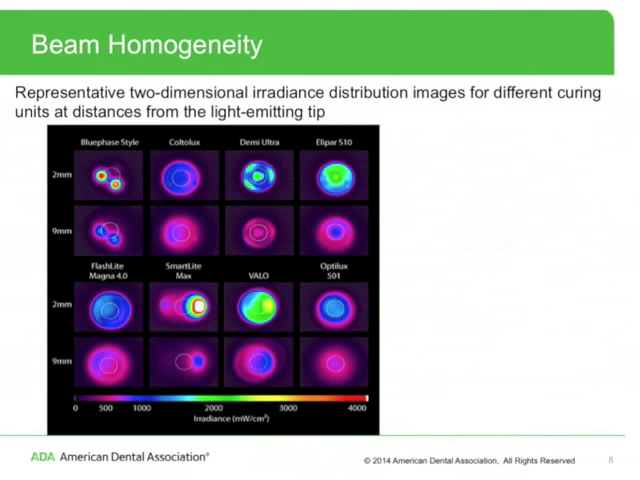 Beam Homogeneity
Representative two-dimensional irradiance distribution images for different curing
units at distances from the light-emitting tip
Bluephase Style Coltolux Demi Ultra Elipar S10
2mm
9mm
FlashLite Magna 4.0 SmartLite Max VALO Optilux 501
2mm
9mm
0 500 1000 2000 3000 4000
Irradiance (mW/cm²)
ADA American Dental Association®
© 2014 American Dental Association, All Rights Reserved
8